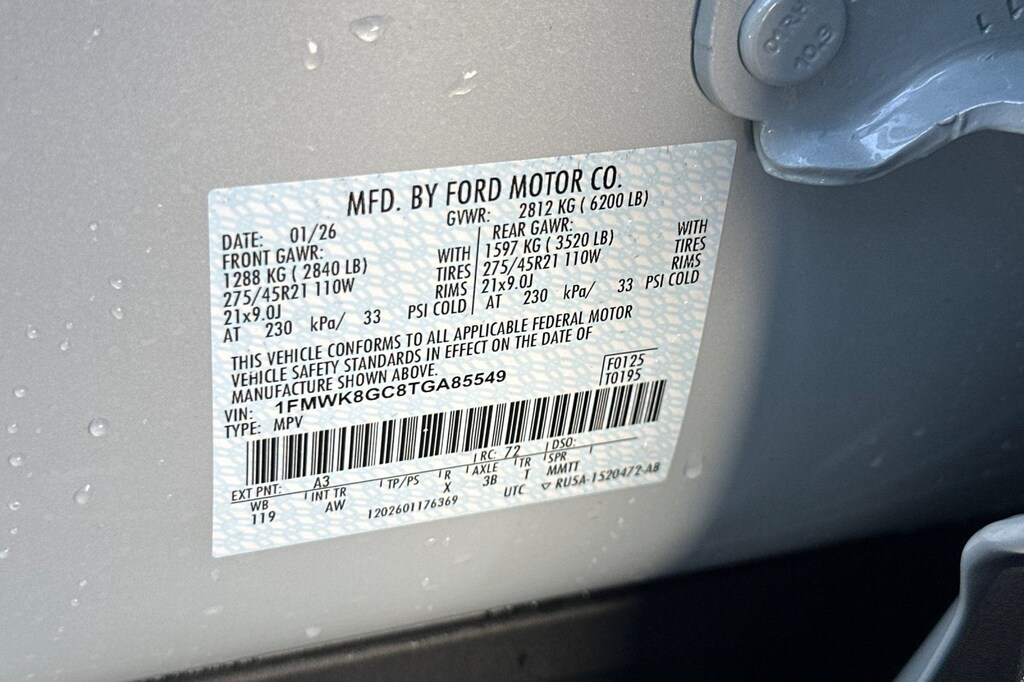 01RH
10.9
MFD. BY FORD MOTOR CO.
DATE: 01/26 GVWR: 2812 KG ( 6200 LB)
FRONT GAWR: REAR GAWR:
1288 KG ( 2840 LB) WITH 1597 KG ( 3520 LB) WITH
275/45R21 110W TIRES 275/45R21 110W TIRES
21x9.0J RIMS 21x9.0J RIMS
AT 230 kPa/ 33 PSI COLD AT 230 kPa/ 33 PSI COLD
THIS VEHICLE CONFORMS TO ALL APPLICABLE FEDERAL MOTOR
VEHICLE SAFETY STANDARDS IN EFFECT ON THE DATE OF
MANUFACTURE SHOWN ABOVE.
VIN: 1FMWK8GC8TGA85549 F0125
TYPE: MPV T0195
EXT PNT: A3 RC: 72 DSO:
WB INT TR TP/PS R AXLE TR SPR
119 AW X 3B T MMTT
1202601176369 UTC ▽ RU5A-1520472-AB